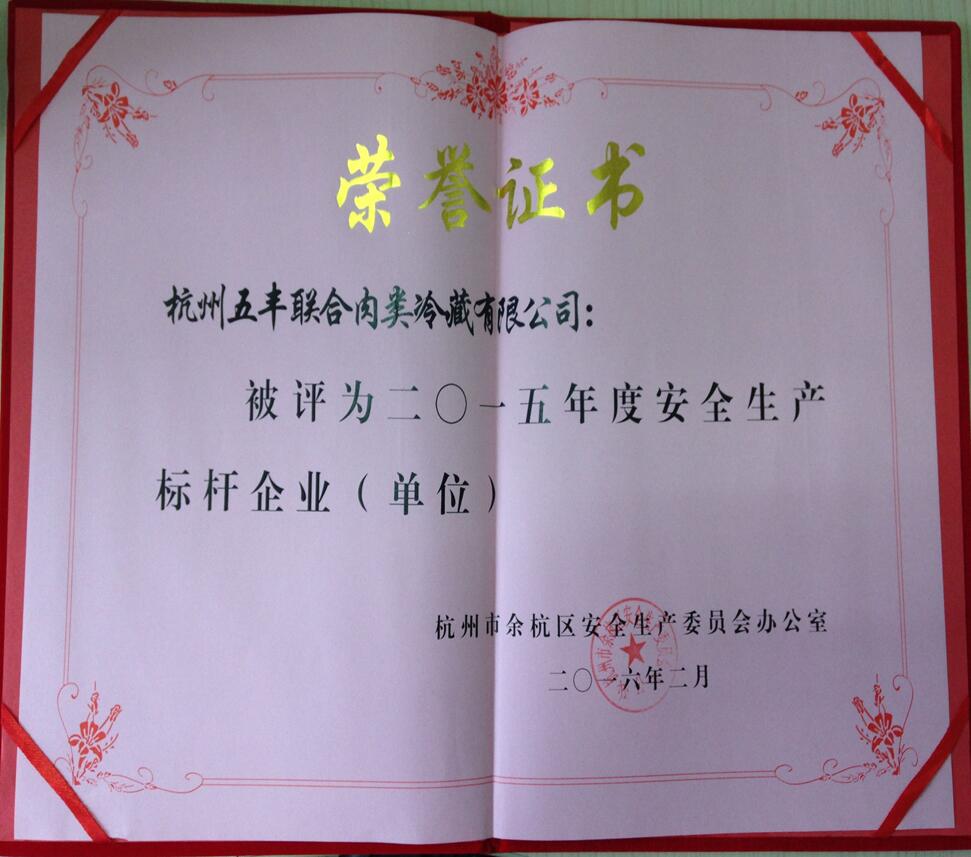 荣誉证书
杭州五丰联合肉类冷藏有限公司:
被评为二〇一五年度安全生产
标杆企业(单位)
杭州市余杭区安全生产委员会办公室
二〇一六年二月